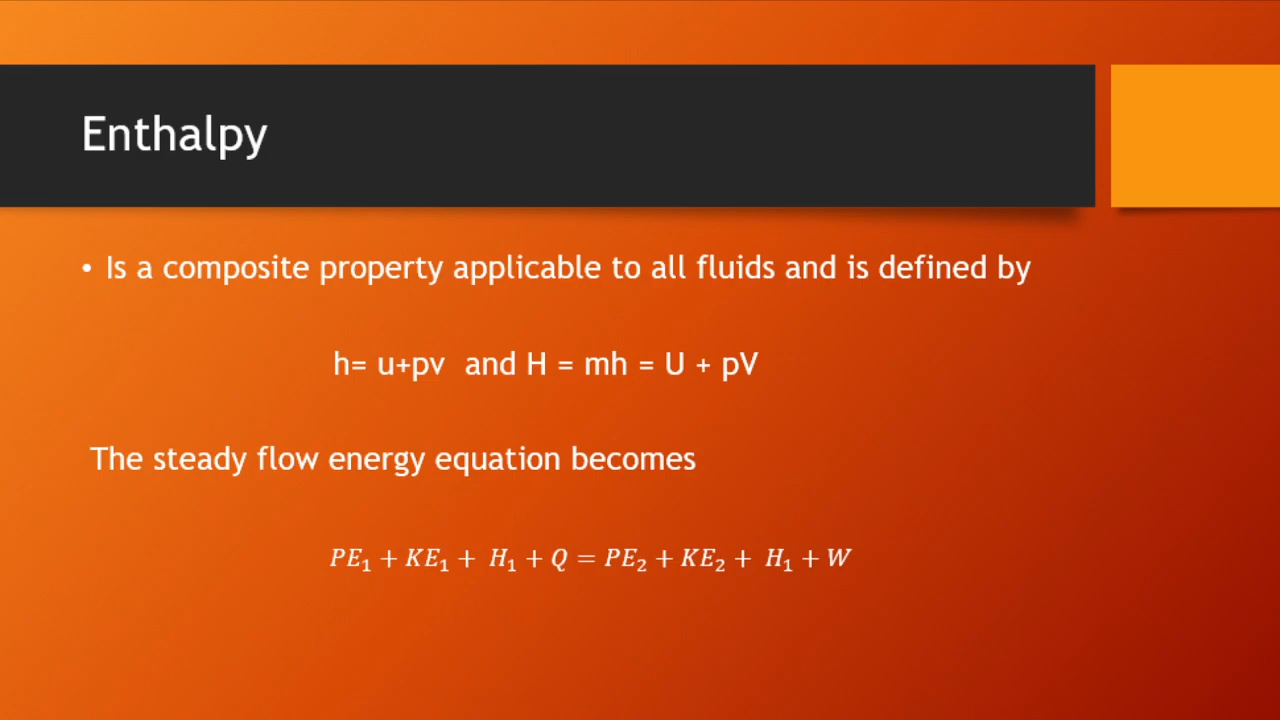 Enthalpy
• Is a composite property applicable to all fluids and is defined by
h= u+pv and H = mh = U + pV
The steady flow energy equation becomes
PE₁ + KE₁ + H₁ + Q = PE₂ + KE₂ + H₁ + W